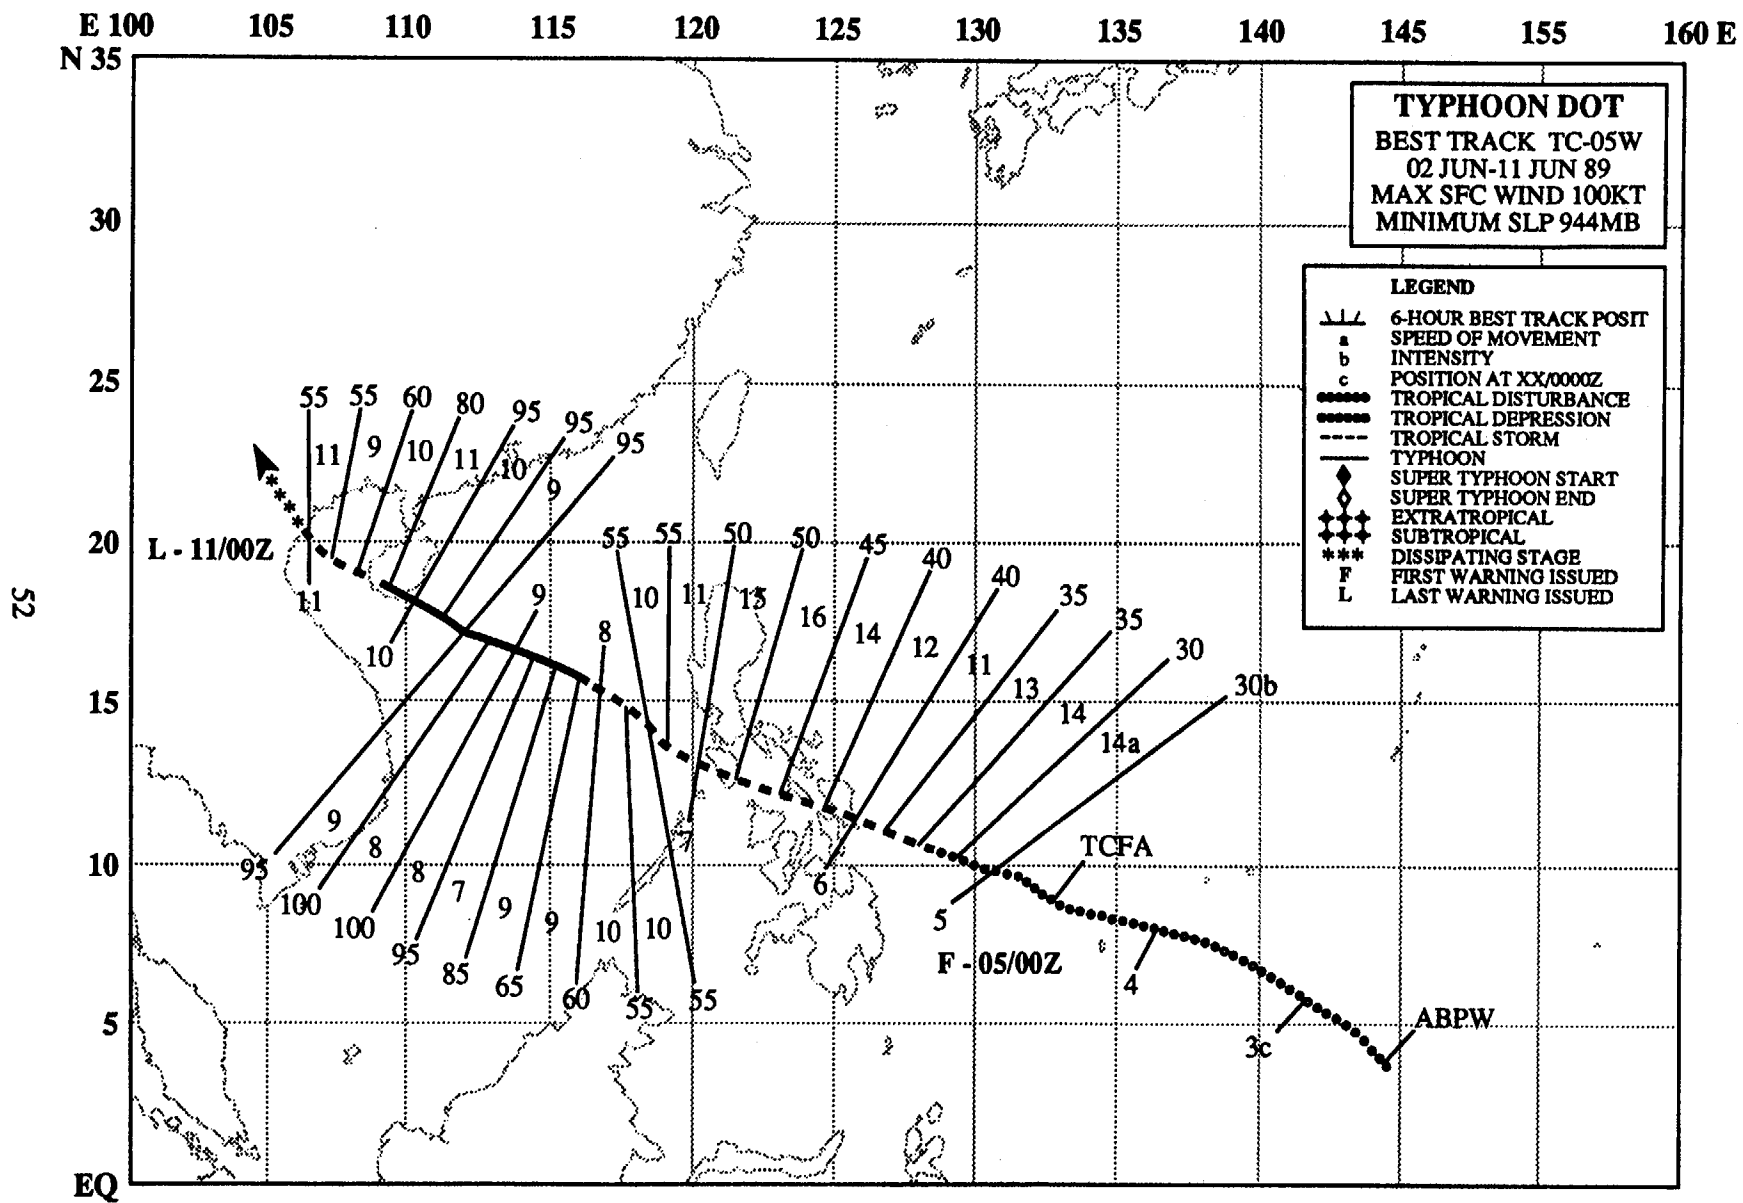 E 100 105 110 115 120 125 130 135 140 145 155 160 E
N 35
TYPHOON DOT
BEST TRACK TC-05W
02 JUN-11 JUN 89
MAX SFC WIND 100KT
MINIMUM SLP 944MB
30
LEGEND
6-HOUR BEST TRACK POSIT
a SPEED OF MOVEMENT
b INTENSITY
c POSITION AT XX/0000Z
TROPICAL DISTURBANCE
TROPICAL DEPRESSION
TROPICAL STORM
TYPHOON
SUPER TYPHOON START
SUPER TYPHOON END
EXTRATROPICAL
SUBTROPICAL
*** DISSIPATING STAGE
F FIRST WARNING ISSUED
L LAST WARNING ISSUED
25
55 55 60 80 95 95 95
11 9 10 11 10 9
20
L - 11/00Z
55 55 50 50 45 40 40 35 35 30 30b
11 10 9 8 10 11 15 16 14 12 11 13 14 14a
52
15
9 8 8 7 9 9 10 10 7
10
95 100 100 95 85 65 60 55 55
6 5 TCFA
F - 05/00Z
4
5
3c ABPW
EQ